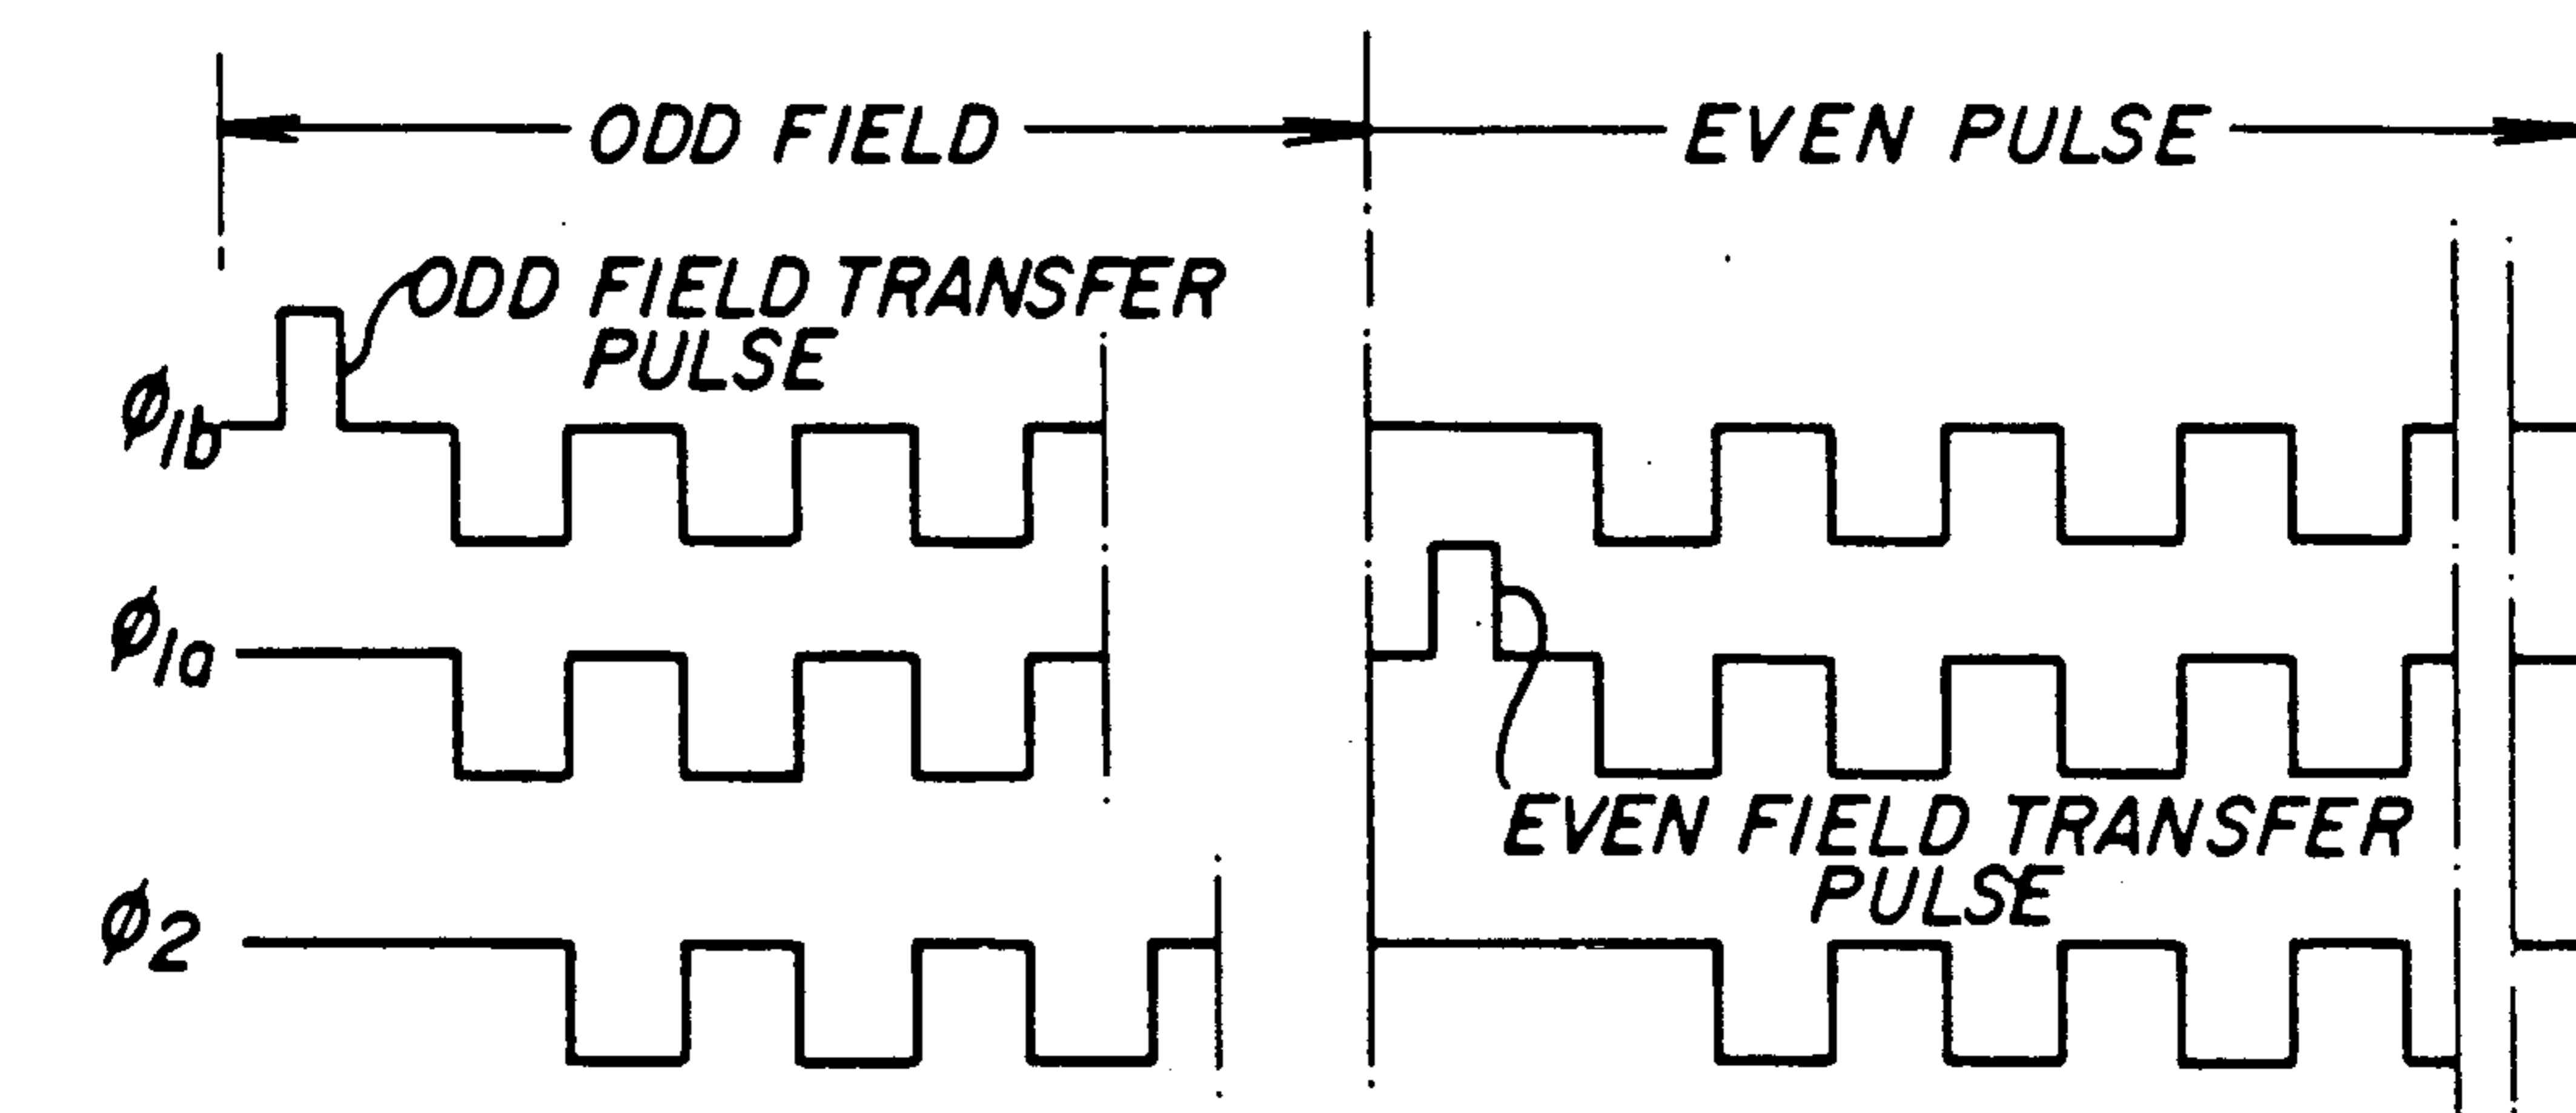 ODD FIELD
EVEN PULSE
ODD FIELD TRANSFER
PULSE
ϕ1b
ϕ1a
EVEN FIELD TRANSFER
PULSE
ϕ2